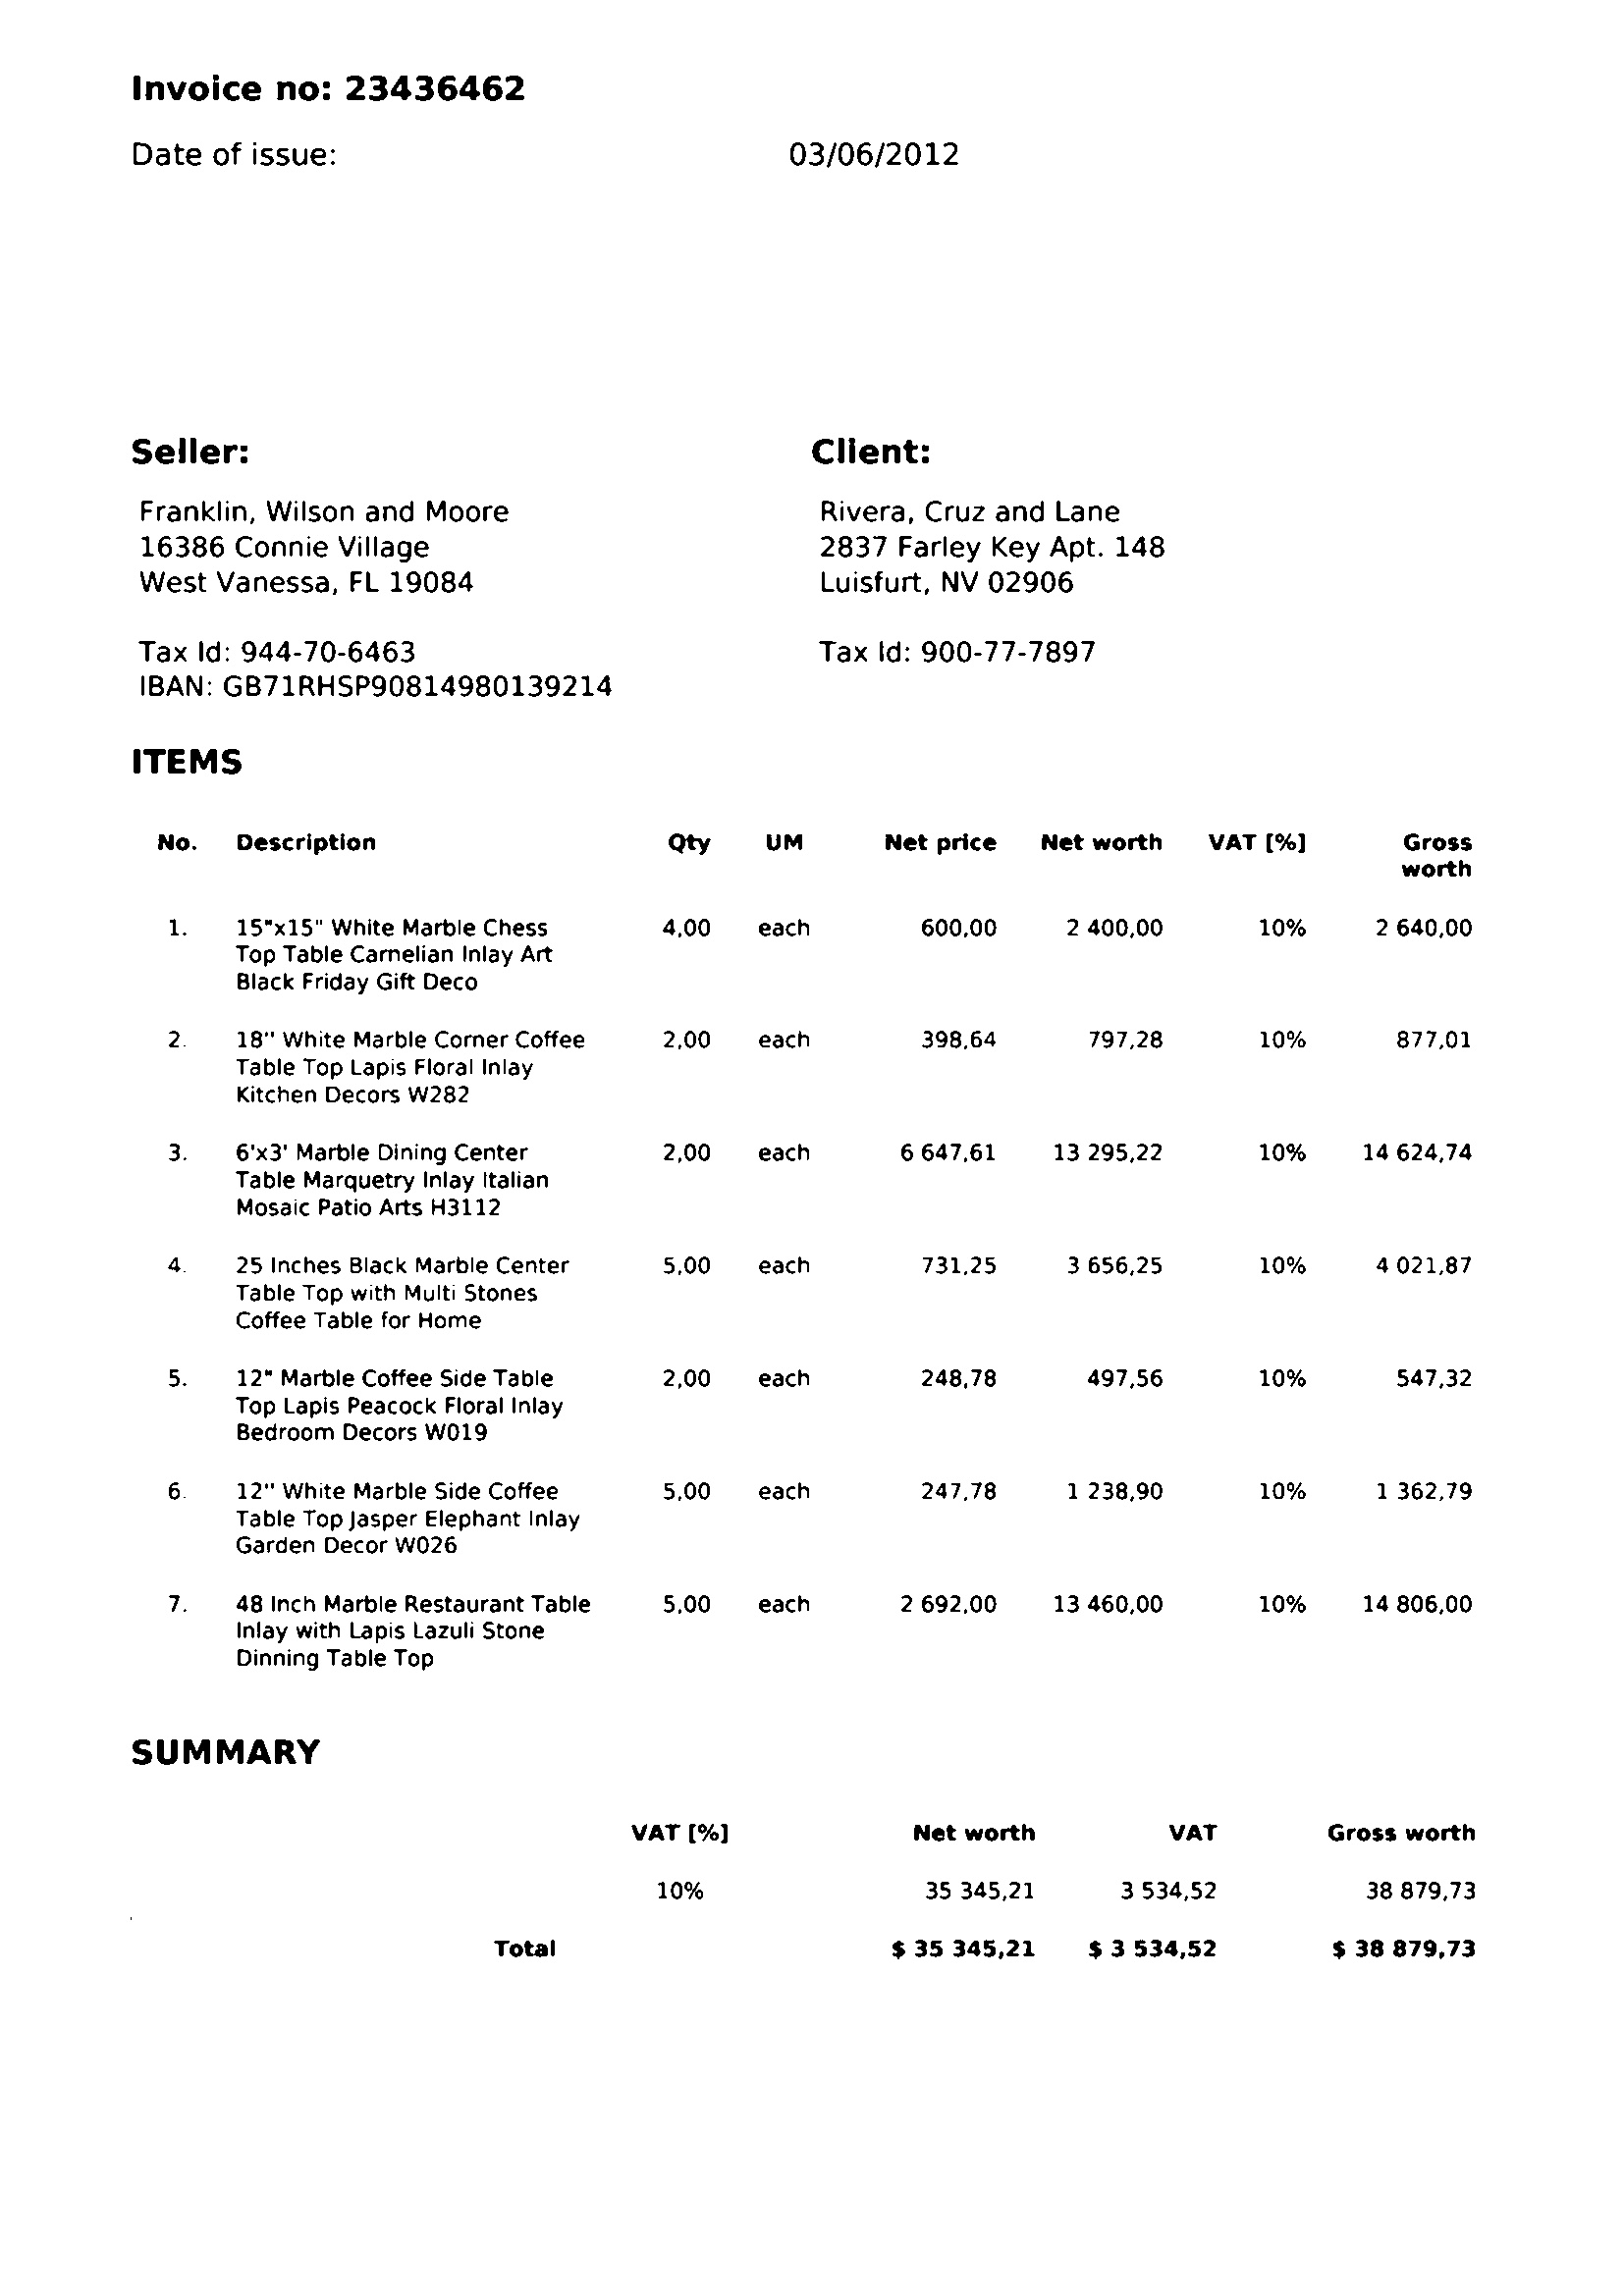 Invoice no: 23436462
Date of issue: 03/06/2012
Seller: Client:
Franklin, Wilson and Moore Rivera, Cruz and Lane
16386 Connie Village 2837 Farley Key Apt. 148
West Vanessa, FL 19084 Luisfurt, NV 02906
Tax Id: 944-70-6463 Tax Id: 900-77-7897
IBAN: GB71RHSP90814980139214
ITEMS
No. Description Qty UM Net price Net worth VAT [%] Gross
worth
1. 15"x15" White Marble Chess 4,00 each 600,00 2 400,00 10% 2 640,00
Top Table Carnelian Inlay Art
Black Friday Gift Deco
2. 18" White Marble Corner Coffee 2,00 each 398,64 797,28 10% 877,01
Table Top Lapis Floral Inlay
Kitchen Decors W282
3. 6'x3' Marble Dining Center 2,00 each 6 647,61 13 295,22 10% 14 624,74
Table Marquetry Inlay Italian
Mosaic Patio Arts H3112
4. 25 Inches Black Marble Center 5,00 each 731,25 3 656,25 10% 4 021,87
Table Top with Multi Stones
Coffee Table for Home
5. 12" Marble Coffee Side Table 2,00 each 248,78 497,56 10% 547,32
Top Lapis Peacock Floral Inlay
Bedroom Decors W019
6. 12" White Marble Side Coffee 5,00 each 247,78 1 238,90 10% 1 362,79
Table Top Jasper Elephant Inlay
Garden Decor W026
7. 48 Inch Marble Restaurant Table 5,00 each 2 692,00 13 460,00 10% 14 806,00
Inlay with Lapis Lazuli Stone
Dinning Table Top
SUMMARY
VAT [%] Net worth VAT Gross worth
10% 35 345,21 3 534,52 38 879,73
Total $ 35 345,21 $ 3 534,52 $ 38 879,73